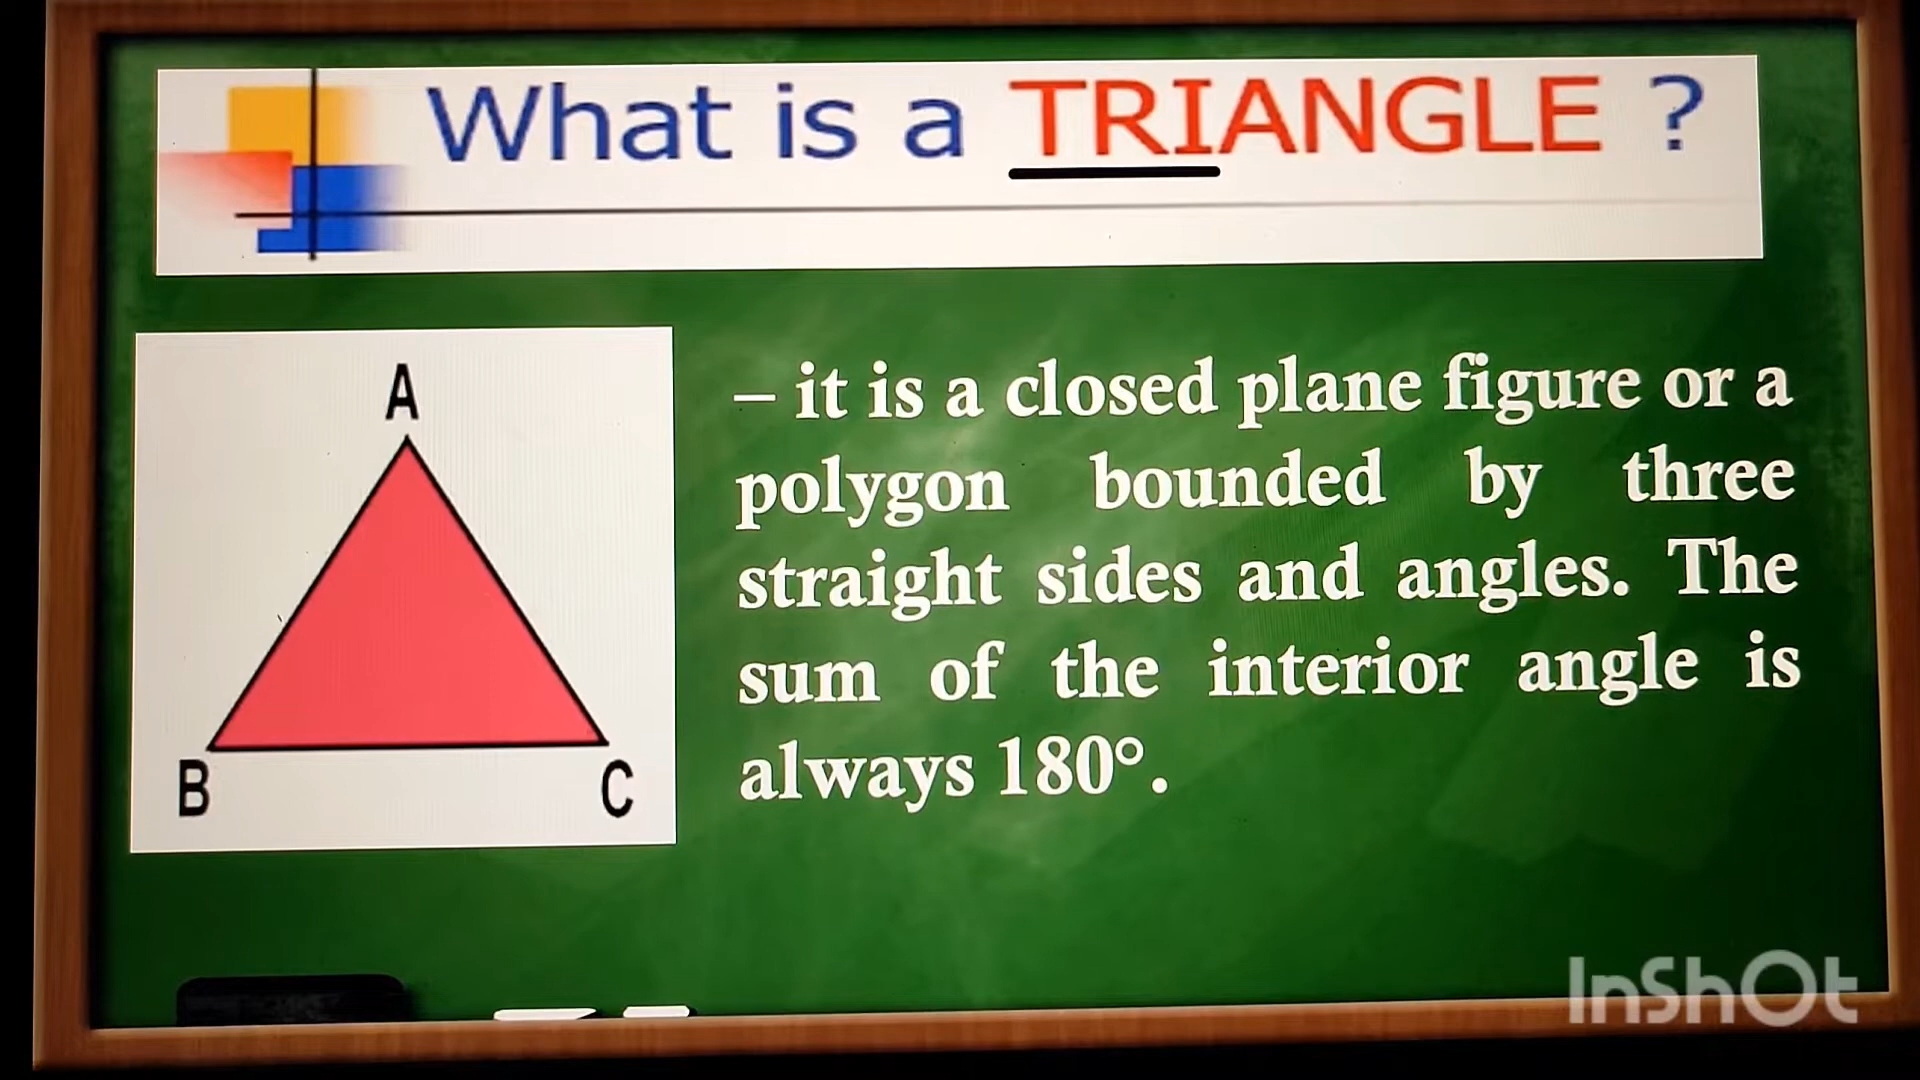 What is a TRIANGLE ?
A
B
C
– it is a closed plane figure or a
polygon bounded by three
straight sides and angles. The
sum of the interior angle is
always 180°.
InShOt